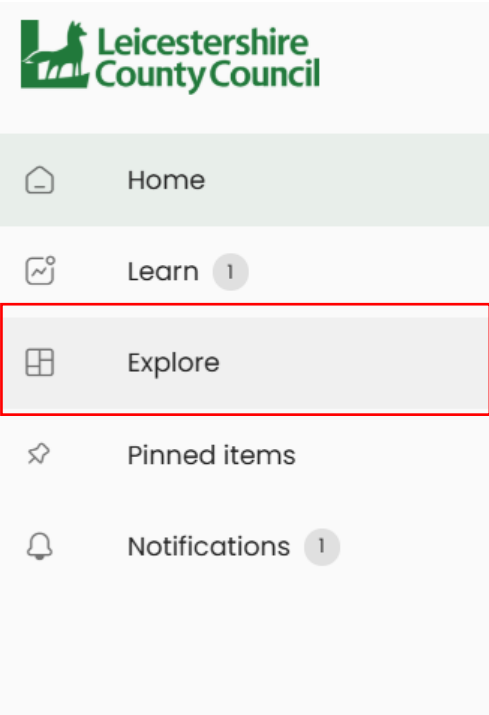 Leicestershire
County Council
Home
Learn 1
Explore
Pinned items
Notifications 1